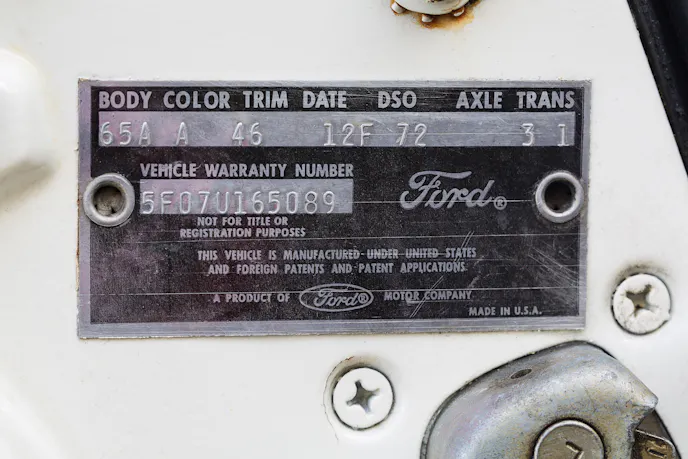 BODY COLOR TRIM DATE DSO AXLE TRANS
65A A 46 12F 72 3 1
VEHICLE WARRANTY NUMBER
5F07U165089
Ford®
NOT FOR TITLE OR
REGISTRATION PURPOSES
THIS VEHICLE IS MANUFACTURED UNDER UNITED STATES
AND FOREIGN PATENTS AND PATENT APPLICATIONS
A PRODUCT OF Ford® MOTOR COMPANY
MADE IN U.S.A.